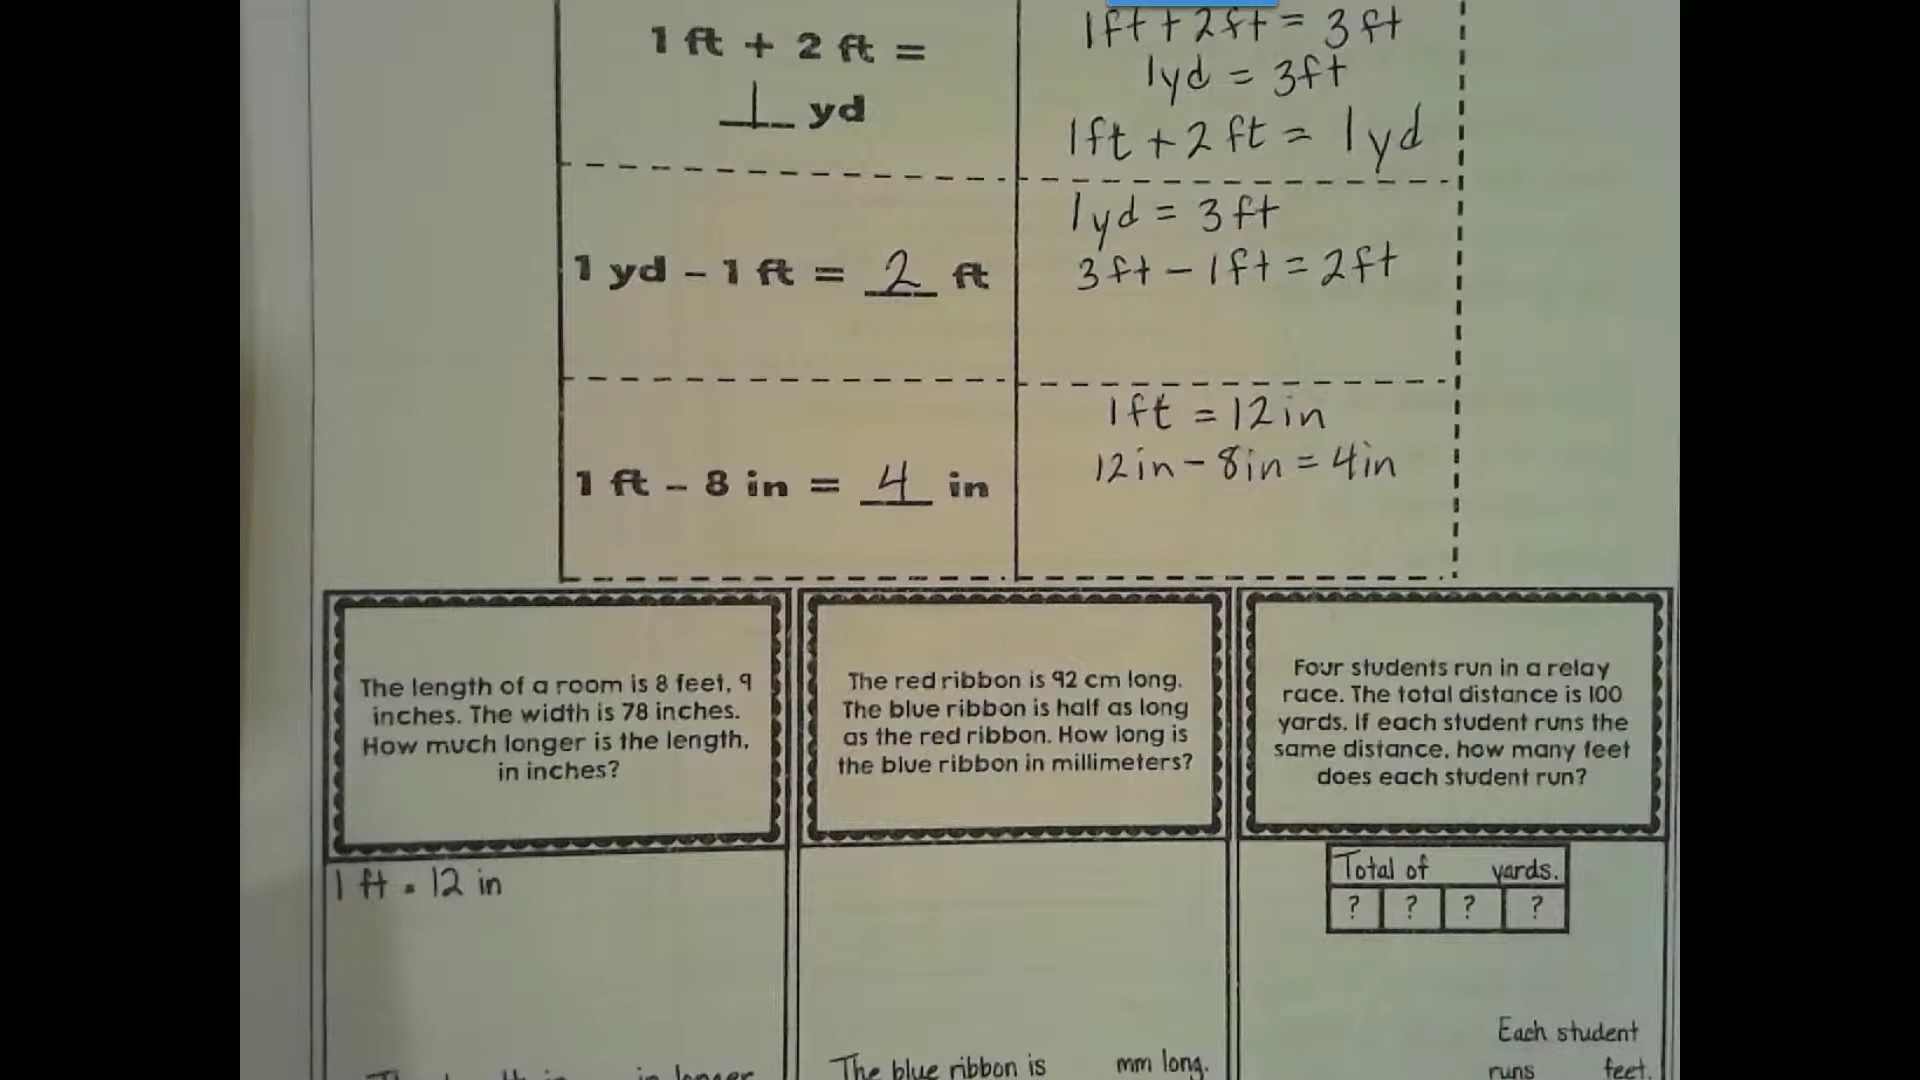 1 ft + 2 ft =
1 yd
1ft + 2ft = 3ft
1yd = 3ft
1ft + 2ft = 1yd
1 yd - 1 ft = 2 ft
1yd = 3ft
3ft - 1ft = 2ft
1 ft - 8 in = 4 in
1ft = 12in
12in - 8in = 4in
The length of a room is 8 feet, 9
inches. The width is 78 inches.
How much longer is the length,
in inches?
1 ft = 12 in
The red ribbon is 92 cm long.
The blue ribbon is half as long
as the red ribbon. How long is
the blue ribbon in millimeters?
The blue ribbon is mm long.
Four students run in a relay
race. The total distance is 100
yards. If each student runs the
same distance, how many feet
does each student run?
Total of yards.
? ? ? ?
Each student
runs feet.
in longer